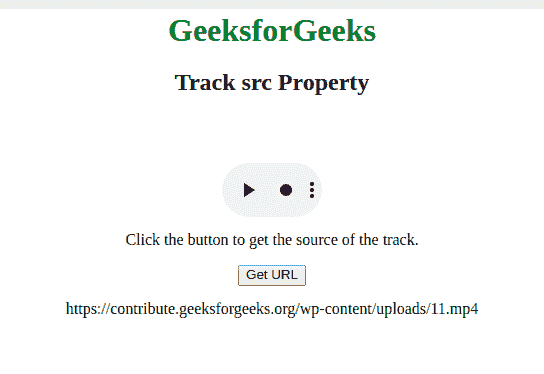 GeeksforGeeks
Track src Property
Click the button to get the source of the track.
Get URL
https://contribute.geeksforgeeks.org/wp-content/uploads/11.mp4